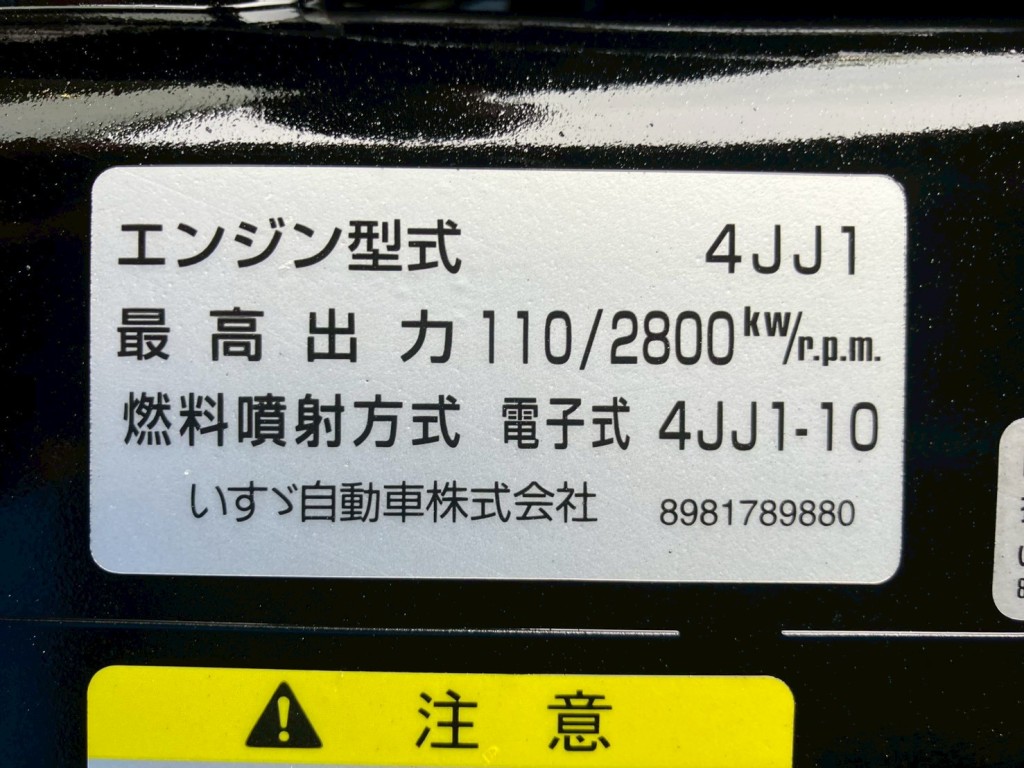 エンジン型式 4JJ1
最高出力 110/2800kw/r.p.m.
燃料噴射方式 電子式 4JJ1-10
いすゞ自動車株式会社 8981789880
注意